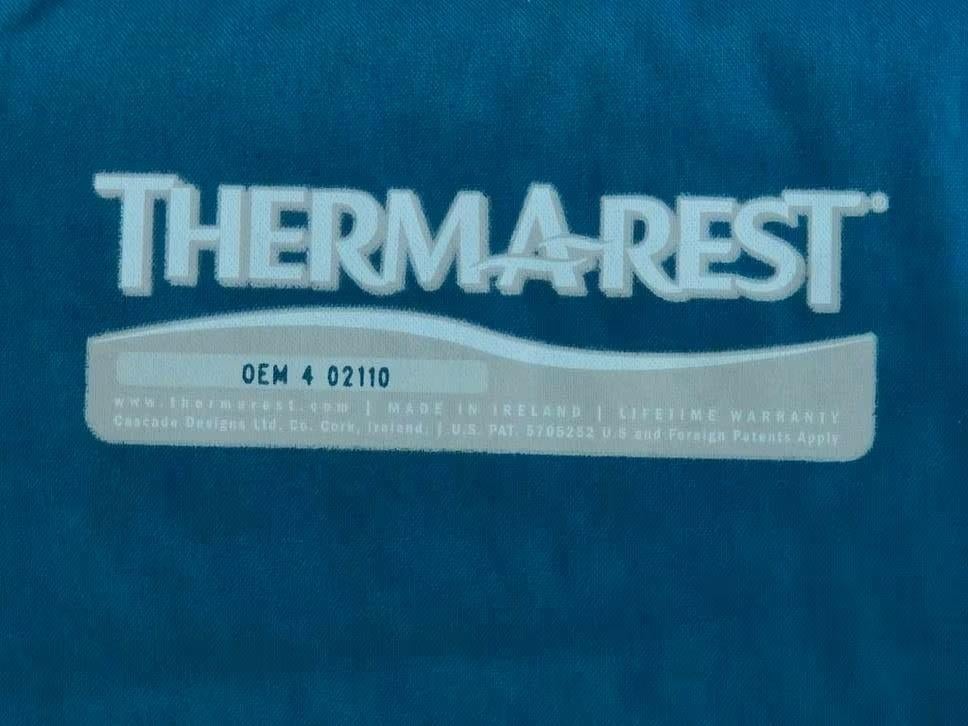 THERMAREST®
OEM 4 02110
www.thermarest.com | MADE IN IRELAND | LIFETIME WARRANTY
Cascade Designs Ltd. Co. Cork, Ireland. | U.S. PAT. 5705252 U.S and Foreign Patents Apply